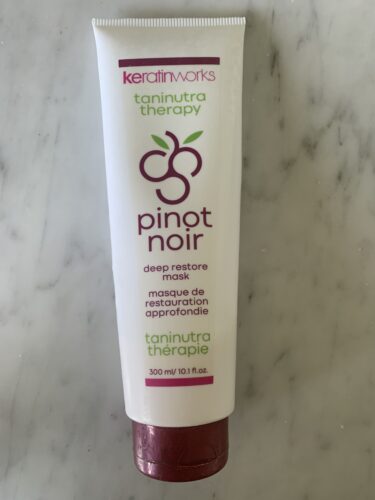 keratinworks
taninutra
therapy
pinot
noir
deep restore
mask
masque de
restauration
approfondie
taninutra
thérapie
300 ml/ 10.1 fl.oz.